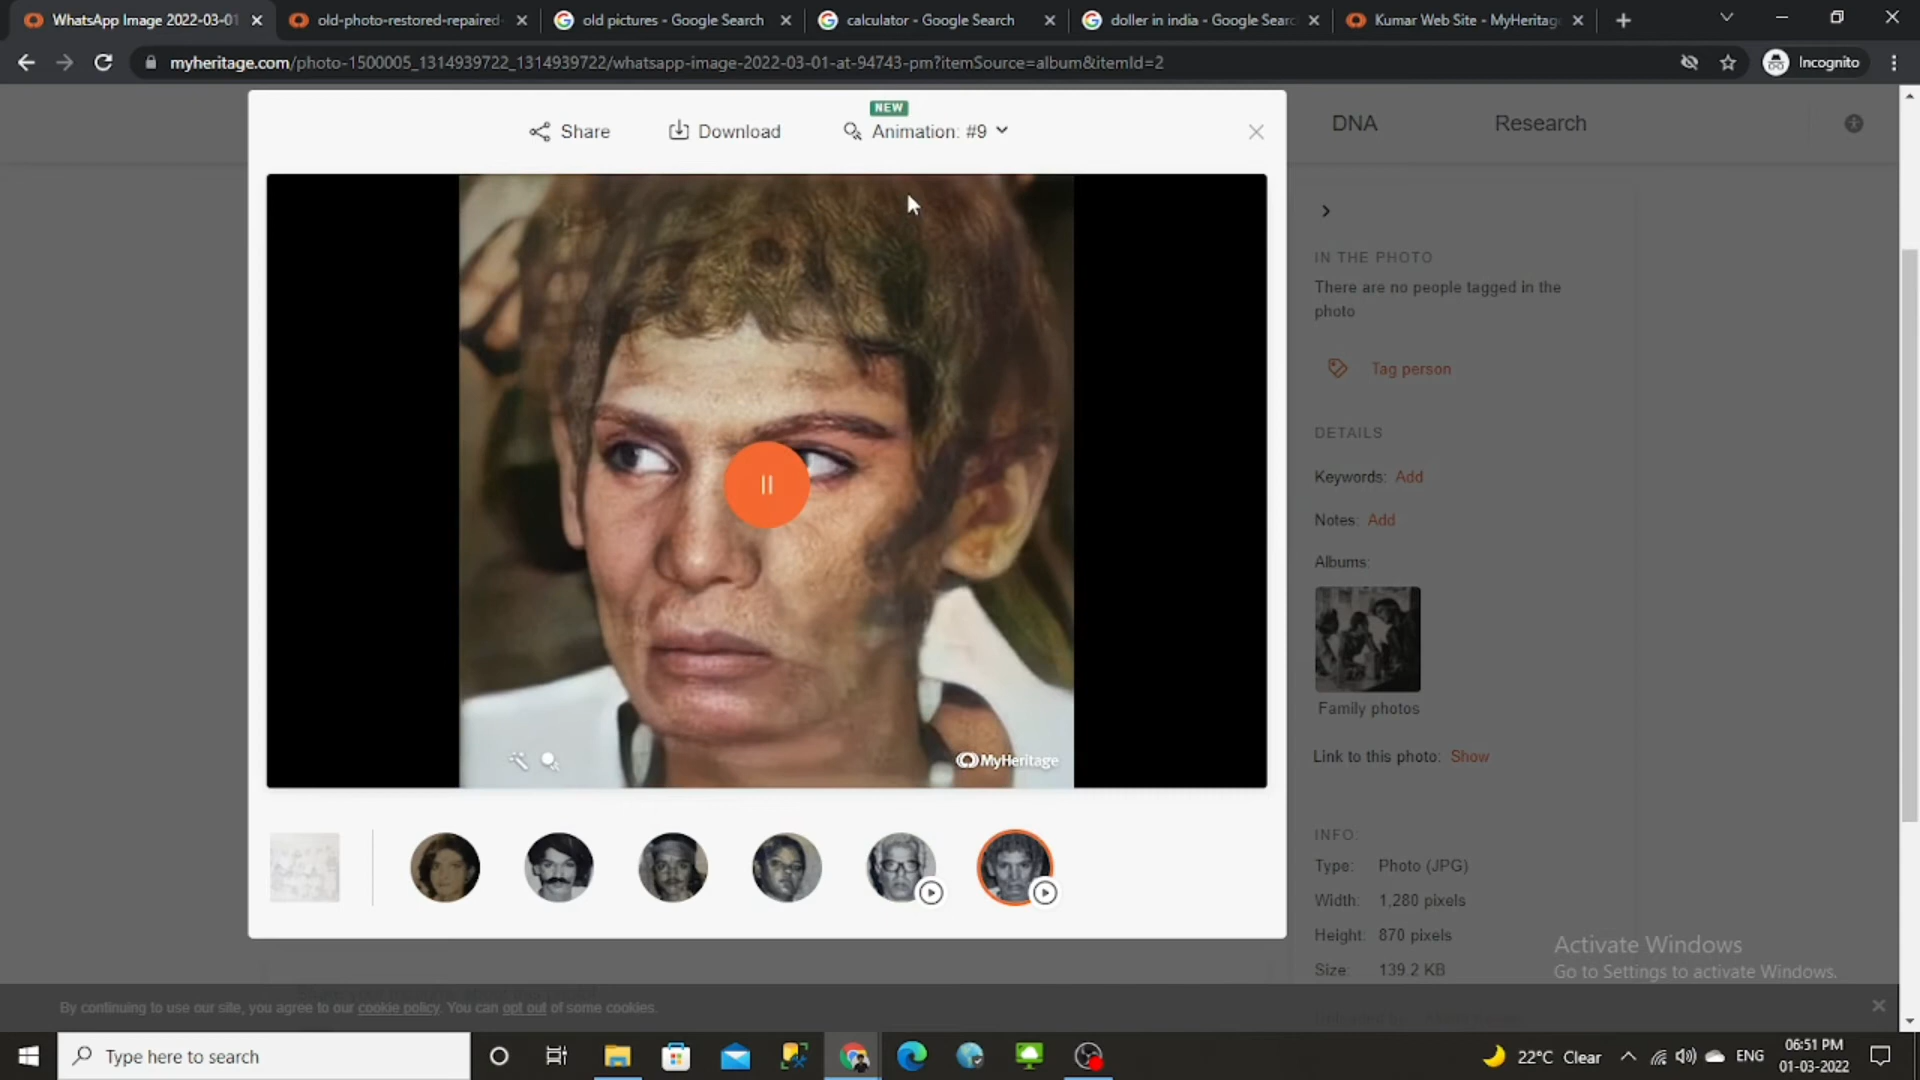 WhatsApp Image 2022-03-01
old-photo-restored-repaired-
old pictures - Google Search
calculator - Google Search
doller in india - Google Searc
Kumar Web Site - MyHeritag
myheritage.com/photo-1500005_1314939722_1314939722/whatsapp-image-2022-03-01-at-94743-pm?itemSource=album&itemId=2
Incognito
NEW
Share
Download
Animation: #9
DNA
Research
IN THE PHOTO
There are no people tagged in the
photo
Tag person
DETAILS
Keywords: Add
Notes: Add
Albums:
Family photos
Link to this photo: Show
MyHeritage
INFO:
Type: Photo (JPG)
Width: 1,280 pixels
Height: 870 pixels
Size: 139.2 KB
Activate Windows
Go to Settings to activate Windows.
By continuing to use our site, you agree to our cookie policy. You can opt out of some cookies.
Type here to search
22°C Clear
ENG
06:51 PM
01-03-2022